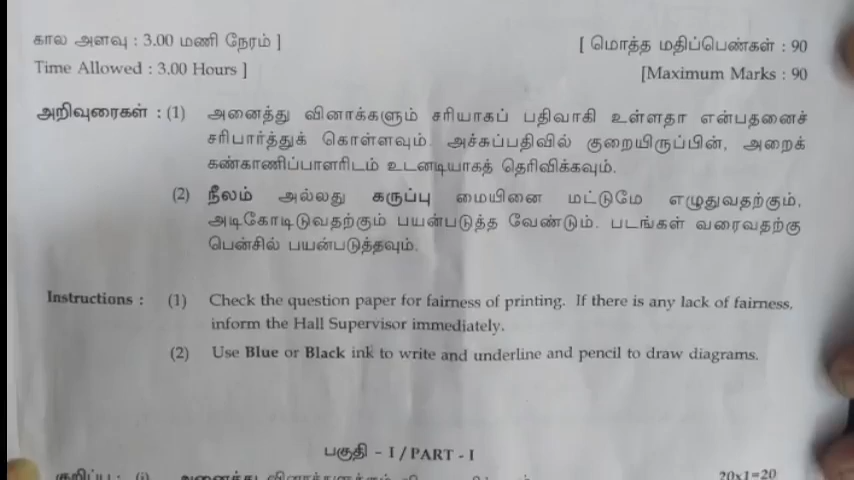 கால அளவு : 3.00 மணி நேரம் ] [ மொத்த மதிப்பெண்கள் : 90
Time Allowed : 3.00 Hours ] [Maximum Marks : 90
அறிவுரைகள் : (1) அனைத்து வினாக்களும் சரியாகப் பதிவாகி உள்ளதா என்பதனைச்
சரிபார்த்துக் கொள்ளவும். அச்சுப்பதிவில் குறையிருப்பின், அறைக்
கண்காணிப்பாளரிடம் உடனடியாகத் தெரிவிக்கவும்.
(2) நீலம் அல்லது கருப்பு மையினை மட்டுமே எழுதுவதற்கும்,
அடிகோடிடுவதற்கும் பயன்படுத்த வேண்டும். படங்கள் வரைவதற்கு
பென்சில் பயன்படுத்தவும்.
Instructions : (1) Check the question paper for fairness of printing. If there is any lack of fairness,
inform the Hall Supervisor immediately.
(2) Use Blue or Black ink to write and underline and pencil to draw diagrams.
பகுதி - I / PART - I
குறிப்பு : (i) அனைத்து வினாக்களுக்கும் 20x1=20